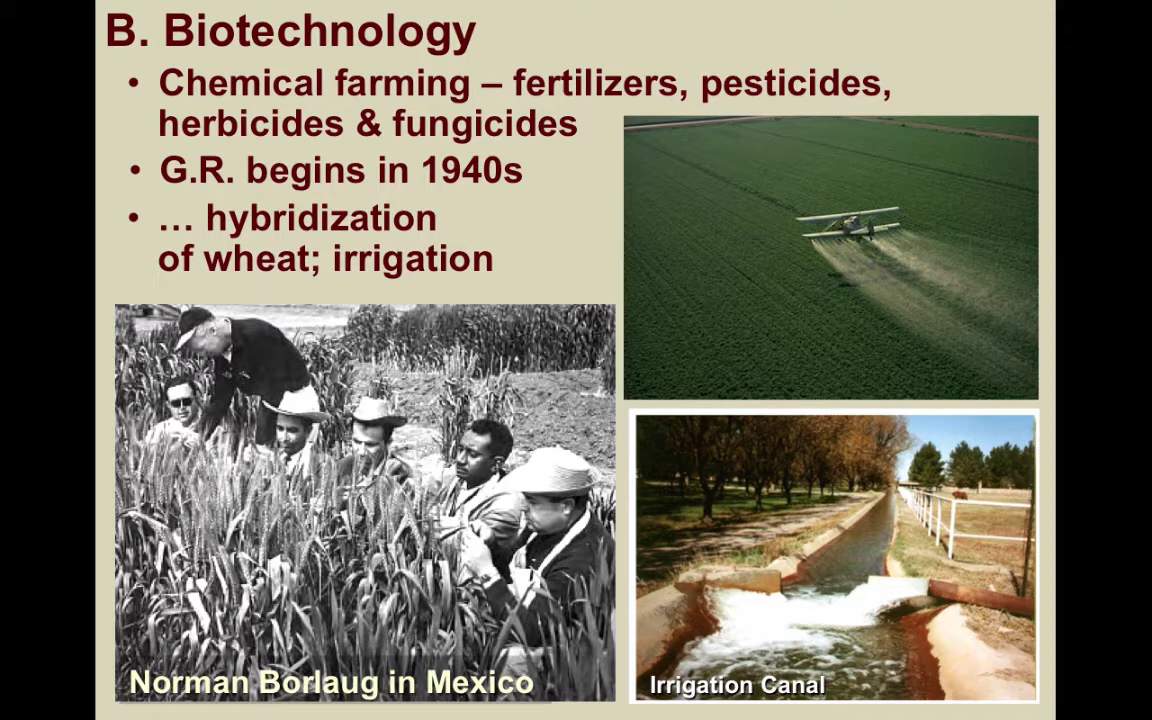 B. Biotechnology
• Chemical farming – fertilizers, pesticides,
herbicides & fungicides
• G.R. begins in 1940s
• … hybridization
of wheat; irrigation
Norman Borlaug in Mexico
Irrigation Canal